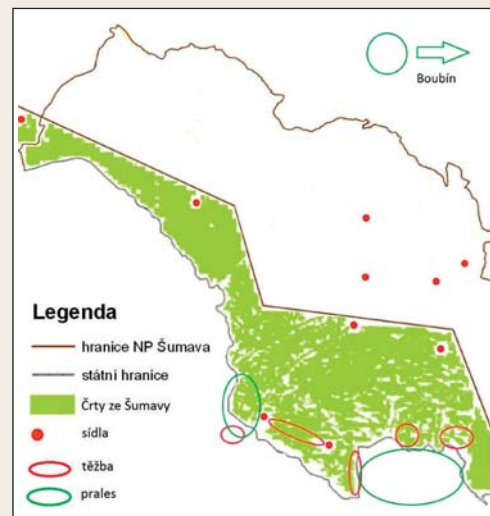 Boubín
Legenda
hranice NP Šumava
státní hranice
Črty ze Šumavy
sídla
těžba
prales